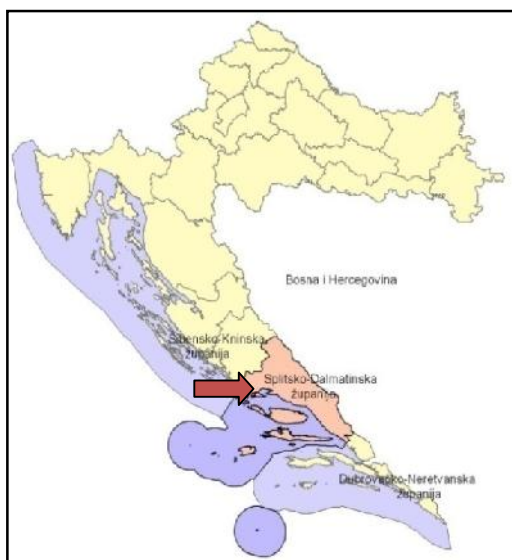 Bosna i Hercegovina
Šibensko-Kninska
županija
Splitsko-Dalmatinska
županija
Dubrovačko-Neretvanska
županija